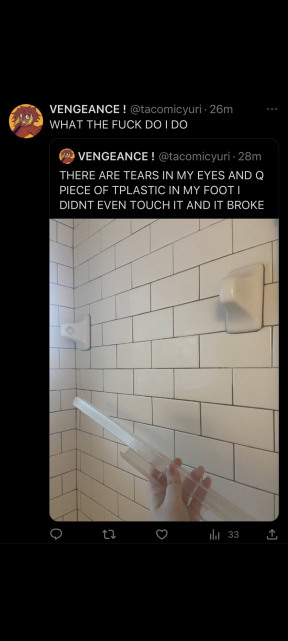 VENGEANCE ! @tacomicyuri · 26m
WHAT THE FUCK DO I DO
VENGEANCE ! @tacomicyuri · 28m
THERE ARE TEARS IN MY EYES AND Q
PIECE OF TPLASTIC IN MY FOOT I
DIDNT EVEN TOUCH IT AND IT BROKE
33